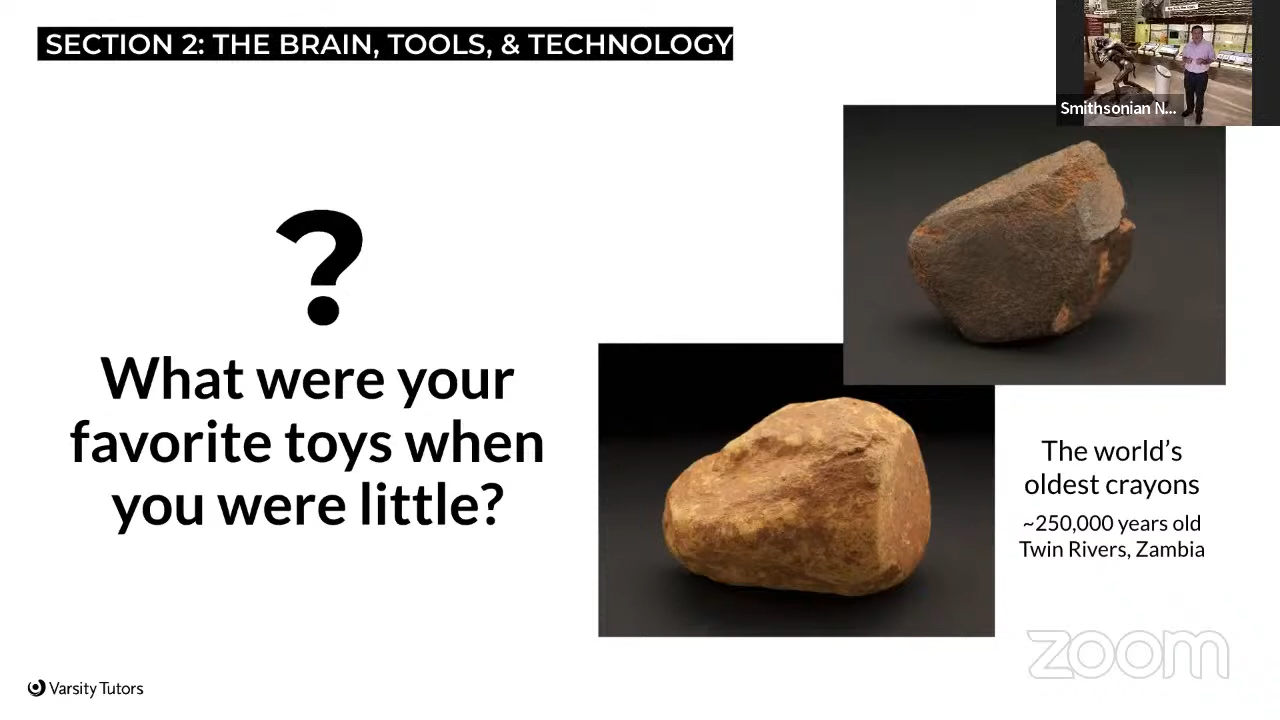 SECTION 2: THE BRAIN, TOOLS, & TECHNOLOGY
Smithsonian N...
?
What were your
favorite toys when
you were little?
The world's
oldest crayons
~250,000 years old
Twin Rivers, Zambia
zoom
Varsity Tutors